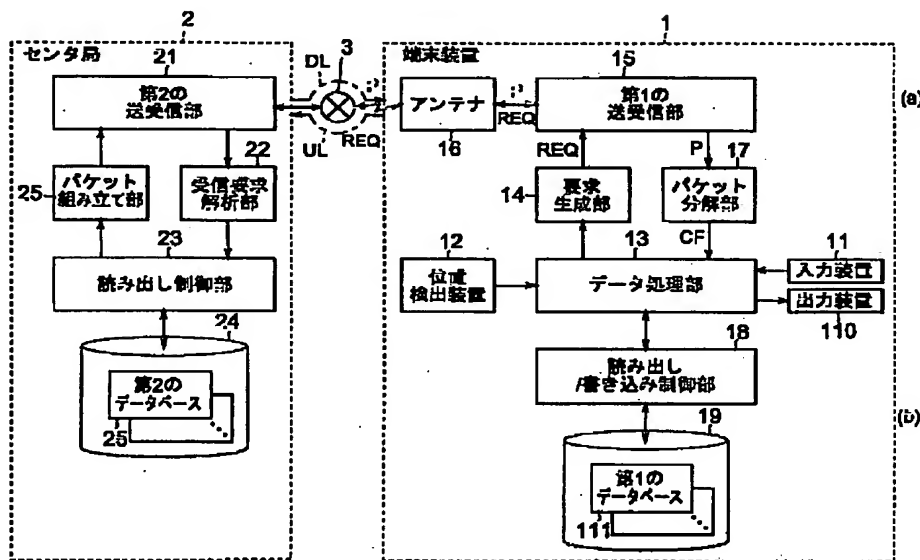 2
1
センタ局
21
第2の
送受信部
DL
3
UL
REQ
端末装置
アンテナ
16
P
REQ
15
第1の
送受信部
(a)
25
パケット
組み立て部
22
受信要求
解析部
REQ
14
要求
生成部
P
17
パケット
分解部
CF
23
読み出し制御部
12
位置
検出装置
13
データ処理部
11
入力装置
出力装置
110
24
第2の
データベース
25
18
読み出し
/書き込み制御部
(b)
19
第1の
データベース
111